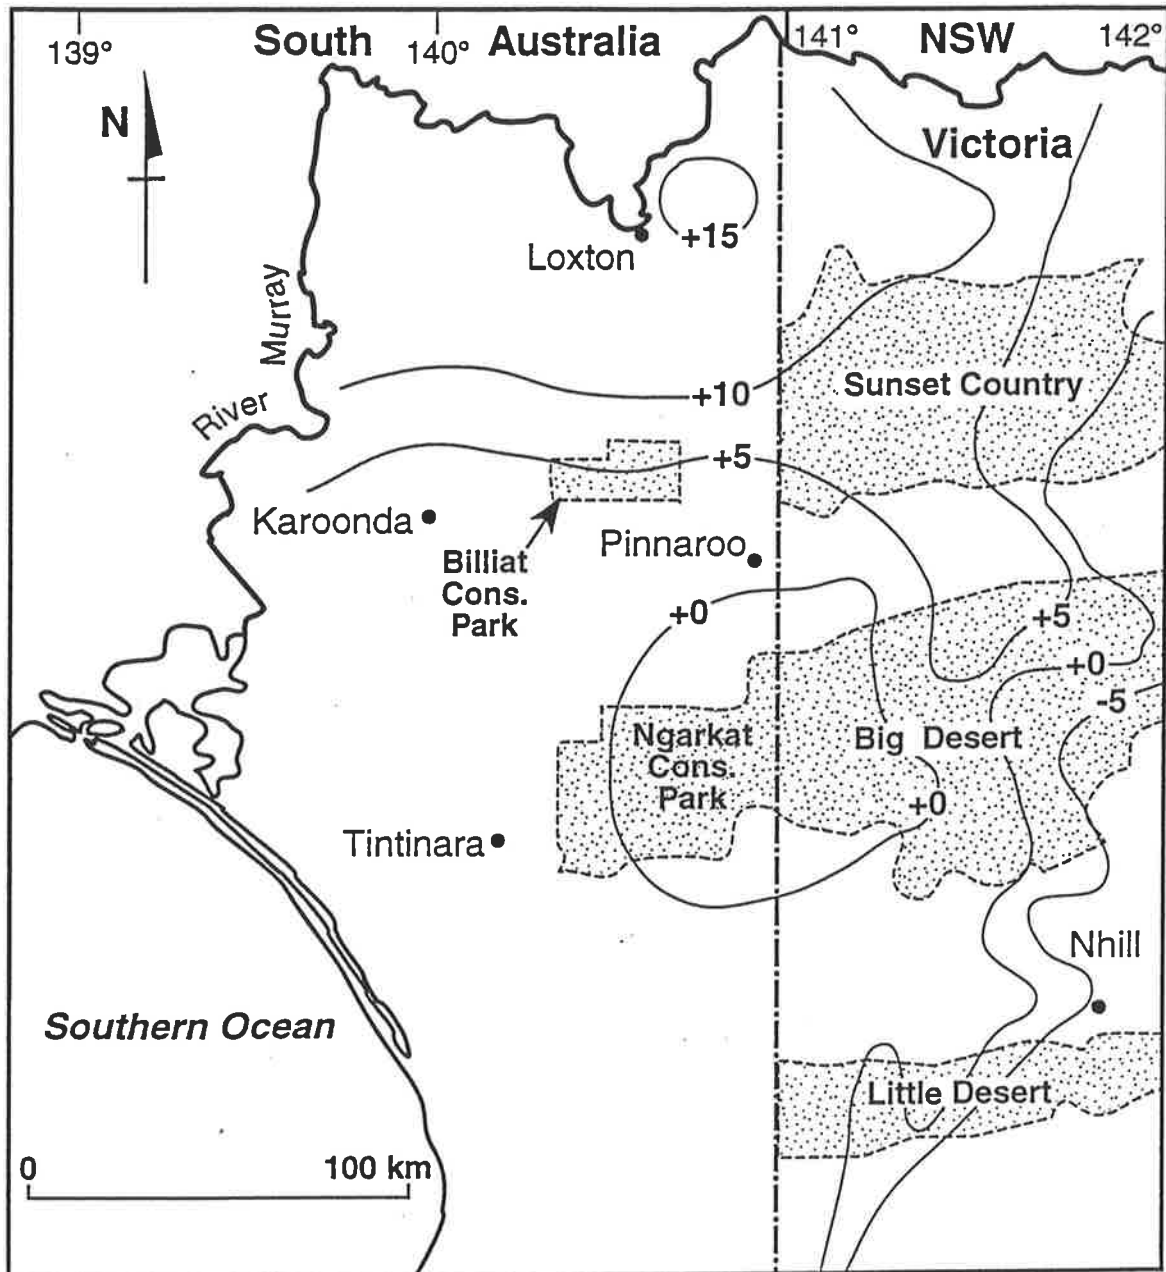 139°
South
140°
Australia
141°
NSW
142°
N
Victoria
+15
Loxton
Murray
River
+10
Sunset Country
+5
Karoonda
Pinnaroo
Billiat
Cons.
Park
+0
+5
+0
-5
Ngarkat
Cons.
Park
Big Desert
+0
Tintinara
Nhill
Southern Ocean
Little Desert
0
100 km